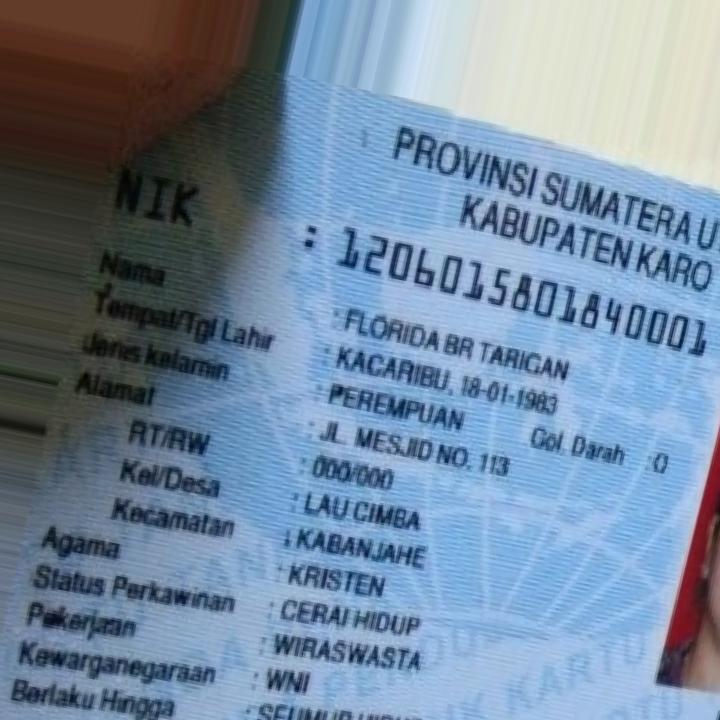 PROVINSI SUMATERA U
KABUPATEN KARO
NIK : 1206015801840001
Nama : FLORIDA BR TARIGAN
Tempat/Tgl Lahir : KACARIBU, 18-01-1983
Jenis kelamin : PEREMPUAN Gol. Darah :O
Alamat : JL. MESJID NO. 113
RT/RW : 000/000
Kel/Desa : LAU CIMBA
Kecamatan : KABANJAHE
Agama : KRISTEN
Status Perkawinan : CERAI HIDUP
Pekerjaan : WIRASWASTA
Kewarganegaraan : WNI
Berlaku Hingga : SEUMUR HIDUP